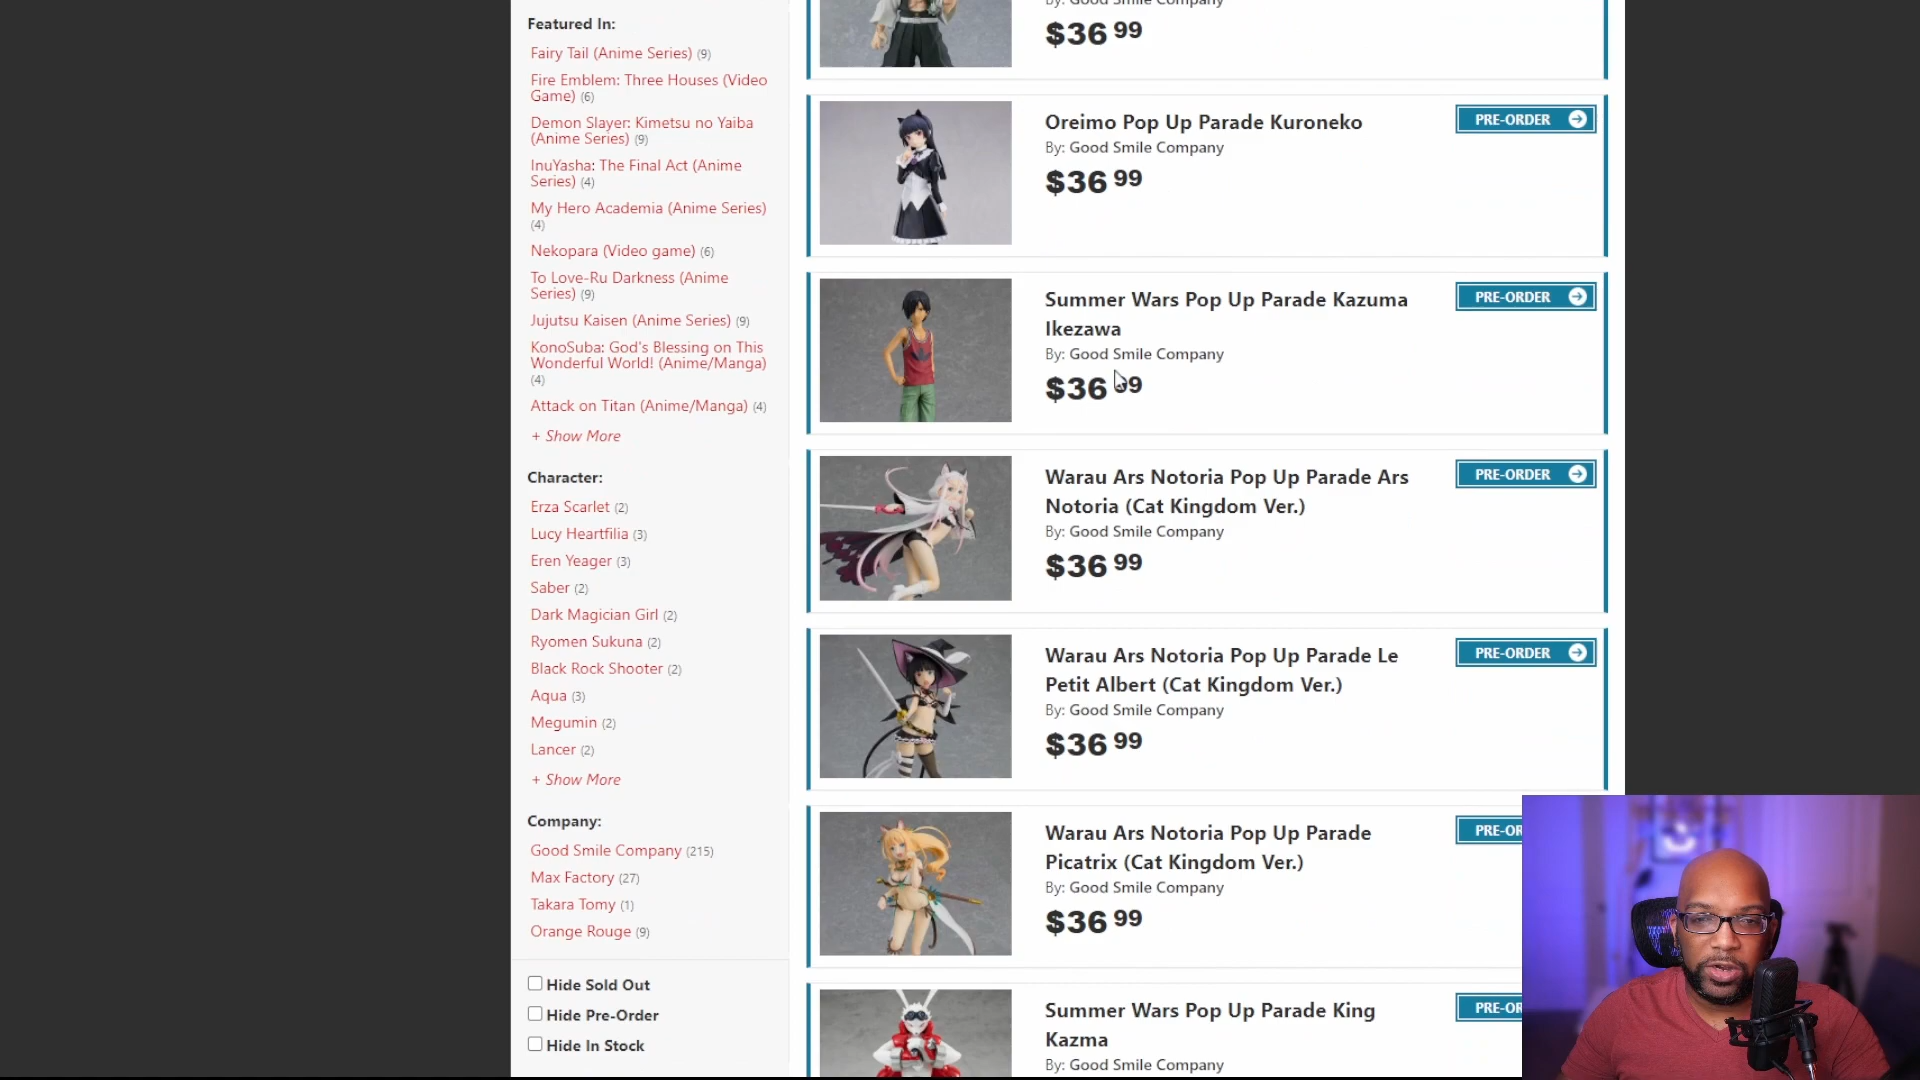 Featured In:
Fairy Tail (Anime Series) (9)
Fire Emblem: Three Houses (Video
Game) (6)
Demon Slayer: Kimetsu no Yaiba
(Anime Series) (9)
InuYasha: The Final Act (Anime
Series) (4)
My Hero Academia (Anime Series)
(4)
Nekopara (Video game) (6)
To Love-Ru Darkness (Anime
Series) (9)
Jujutsu Kaisen (Anime Series) (9)
KonoSuba: God's Blessing on This
Wonderful World! (Anime/Manga)
(4)
Attack on Titan (Anime/Manga) (4)
+ Show More
Character:
Erza Scarlet (2)
Lucy Heartfilia (3)
Eren Yeager (3)
Saber (2)
Dark Magician Girl (2)
Ryomen Sukuna (2)
Black Rock Shooter (2)
Aqua (3)
Megumin (2)
Lancer (2)
+ Show More
Company:
Good Smile Company (215)
Max Factory (27)
Takara Tomy (1)
Orange Rouge (9)
Hide Sold Out
Hide Pre-Order
Hide In Stock
By: Good Smile Company
$36 99
Oreimo Pop Up Parade Kuroneko
By: Good Smile Company
$36 99
PRE-ORDER
Summer Wars Pop Up Parade Kazuma
Ikezawa
By: Good Smile Company
$36 99
PRE-ORDER
Warau Ars Notoria Pop Up Parade Ars
Notoria (Cat Kingdom Ver.)
By: Good Smile Company
$36 99
PRE-ORDER
Warau Ars Notoria Pop Up Parade Le
Petit Albert (Cat Kingdom Ver.)
By: Good Smile Company
$36 99
PRE-ORDER
Warau Ars Notoria Pop Up Parade
Picatrix (Cat Kingdom Ver.)
By: Good Smile Company
$36 99
PRE-OR
Summer Wars Pop Up Parade King
Kazma
By: Good Smile Company
PRE-OR